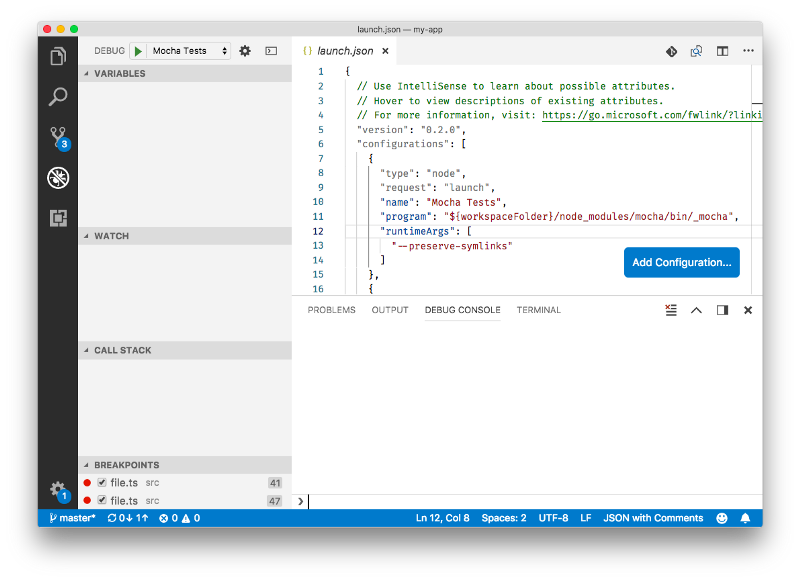 launch.json — my-app
DEBUG Mocha Tests
VARIABLES
WATCH
CALL STACK
BREAKPOINTS
file.ts src 41
file.ts src 47
3
1
{} launch.json ×
1 {
2 // Use IntelliSense to learn about possible attributes.
3 // Hover to view descriptions of existing attributes.
4 // For more information, visit: https://go.microsoft.com/fwlink/?linki
5 "version": "0.2.0",
6 "configurations": [
7 {
8 "type": "node",
9 "request": "launch",
10 "name": "Mocha Tests",
11 "program": "${workspaceFolder}/node_modules/mocha/bin/_mocha",
12 "runtimeArgs": [
13 "--preserve-symlinks"
14 ]
15 },
16 {
Add Configuration...
PROBLEMS OUTPUT DEBUG CONSOLE TERMINAL
master* 0↓ 1↑ 0 0 Ln 12, Col 8 Spaces: 2 UTF-8 LF JSON with Comments